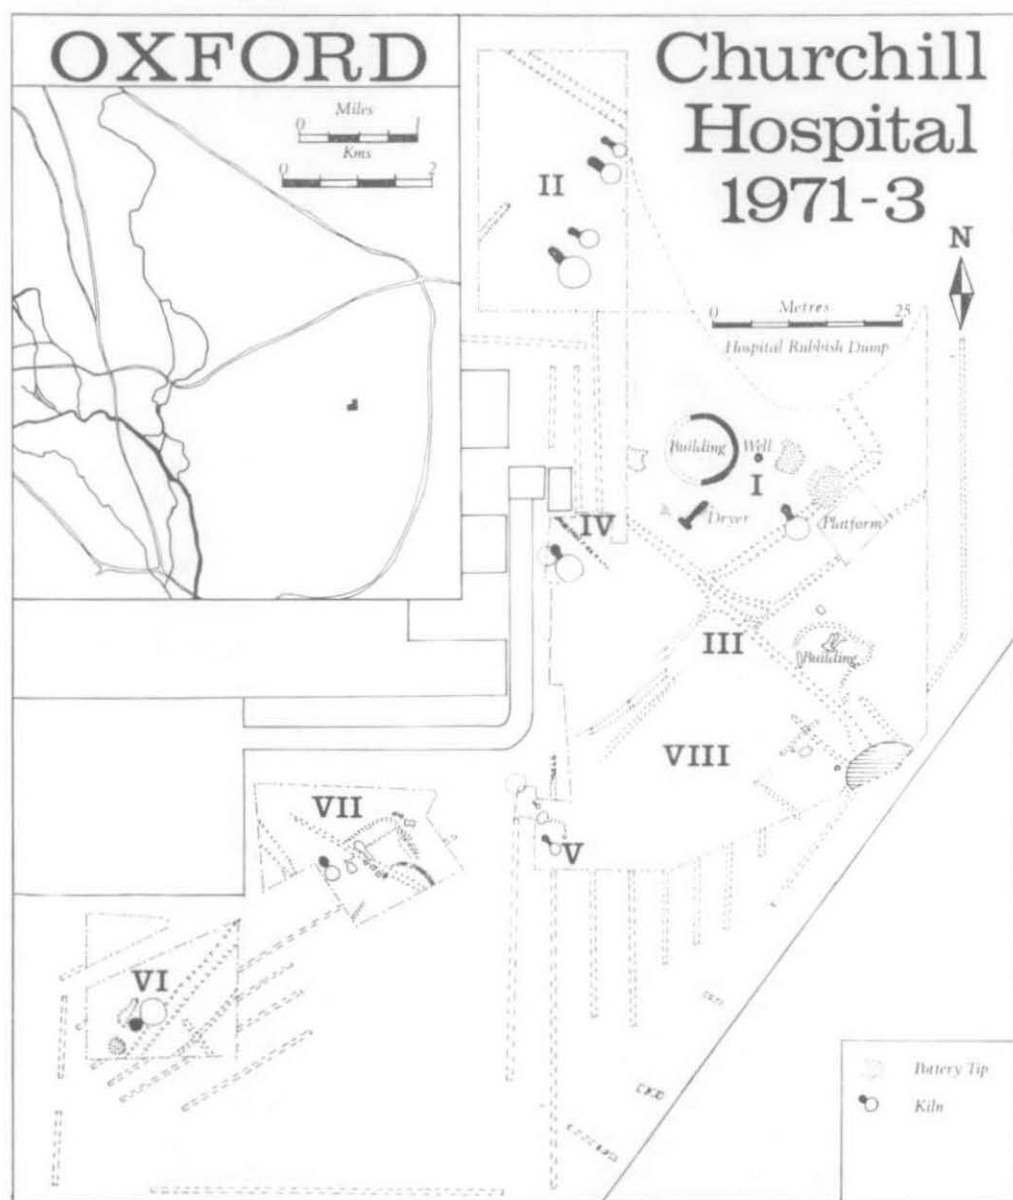 OXFORD
Miles
0
Kms
0 2
Churchill
Hospital
1971-3
N
II
Metres
0 25
Hospital Rubbish Dump
Building
Well
I
Dryer
Platform
IV
III
Building
VIII
VII
V
VI
Pottery Tip
Kiln